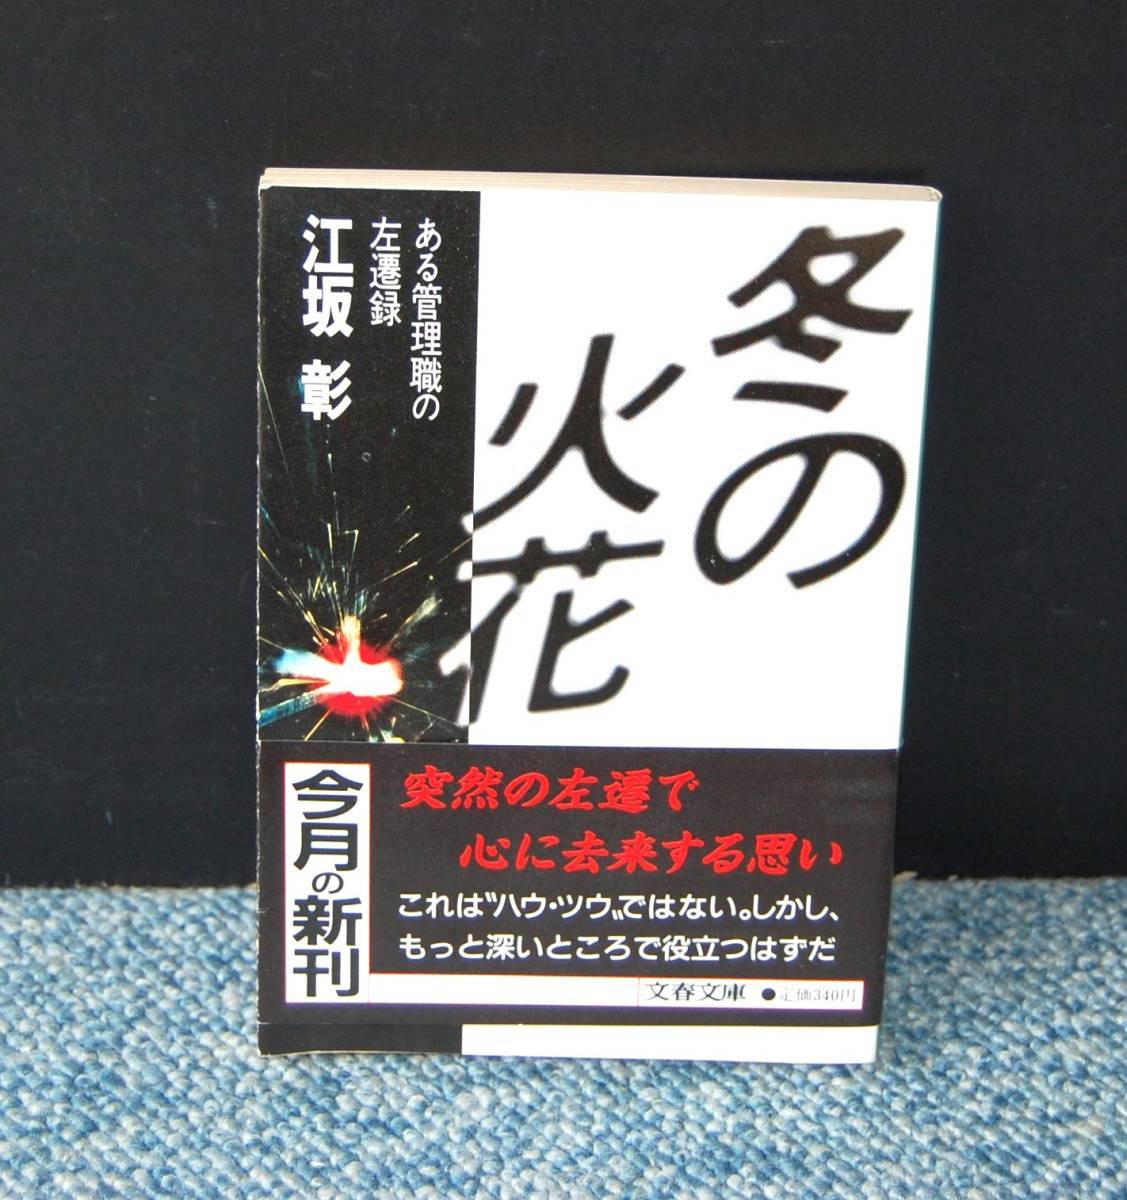 冬の
火花
ある管理職の
左遷録
江坂 彰
今月の新刊
突然の左遷で
心に去来する思い
これは〝ハウ・ツウ〟ではない。しかし、
もっと深いところで役立つはずだ
文春文庫 ●定価340円